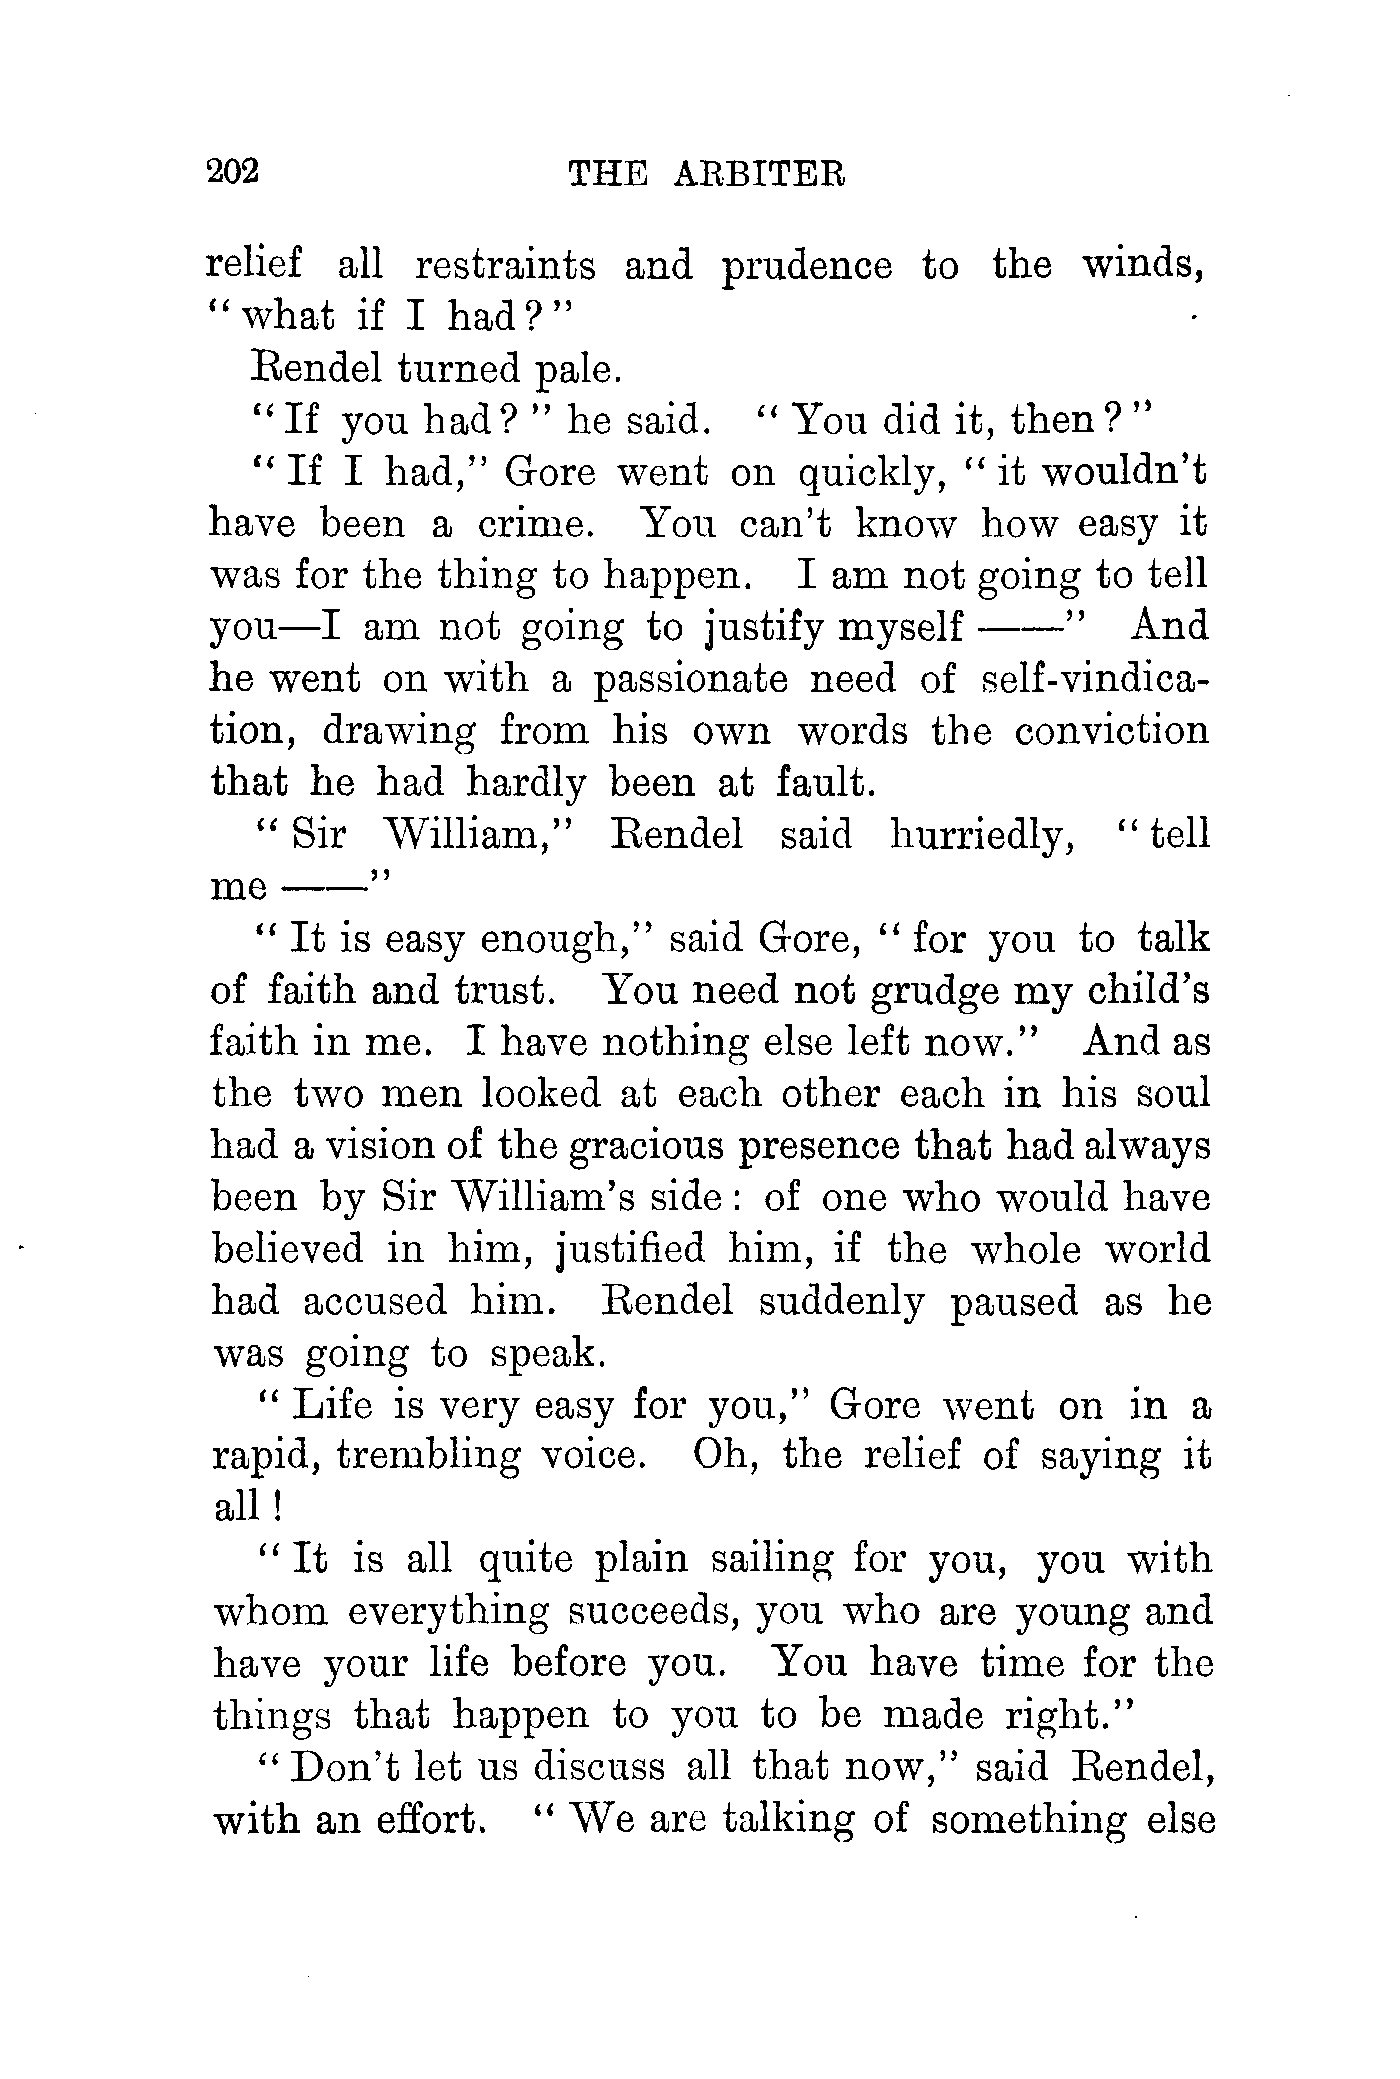 202 THE ARBITER
relief all restraints and prudence to the winds,
“ what if I had ? ”
Rendel turned pale.
“ If you had ? ” he said. “ You did it, then ? ”
“ If I had,” Gore went on quickly, “ it wouldn’t
have been a crime. You can’t know how easy it
was for the thing to happen. I am not going to tell
you—I am not going to justify myself ——” And
he went on with a passionate need of self-vindica-
tion, drawing from his own words the conviction
that he had hardly been at fault.
“ Sir William,” Rendel said hurriedly, “ tell
me ——”
“ It is easy enough,” said Gore, “ for you to talk
of faith and trust. You need not grudge my child’s
faith in me. I have nothing else left now.” And as
the two men looked at each other each in his soul
had a vision of the gracious presence that had always
been by Sir William’s side : of one who would have
believed in him, justified him, if the whole world
had accused him. Rendel suddenly paused as he
was going to speak.
“ Life is very easy for you,” Gore went on in a
rapid, trembling voice. Oh, the relief of saying it
all !
“ It is all quite plain sailing for you, you with
whom everything succeeds, you who are young and
have your life before you. You have time for the
things that happen to you to be made right.”
“ Don’t let us discuss all that now,” said Rendel,
with an effort. “ We are talking of something else